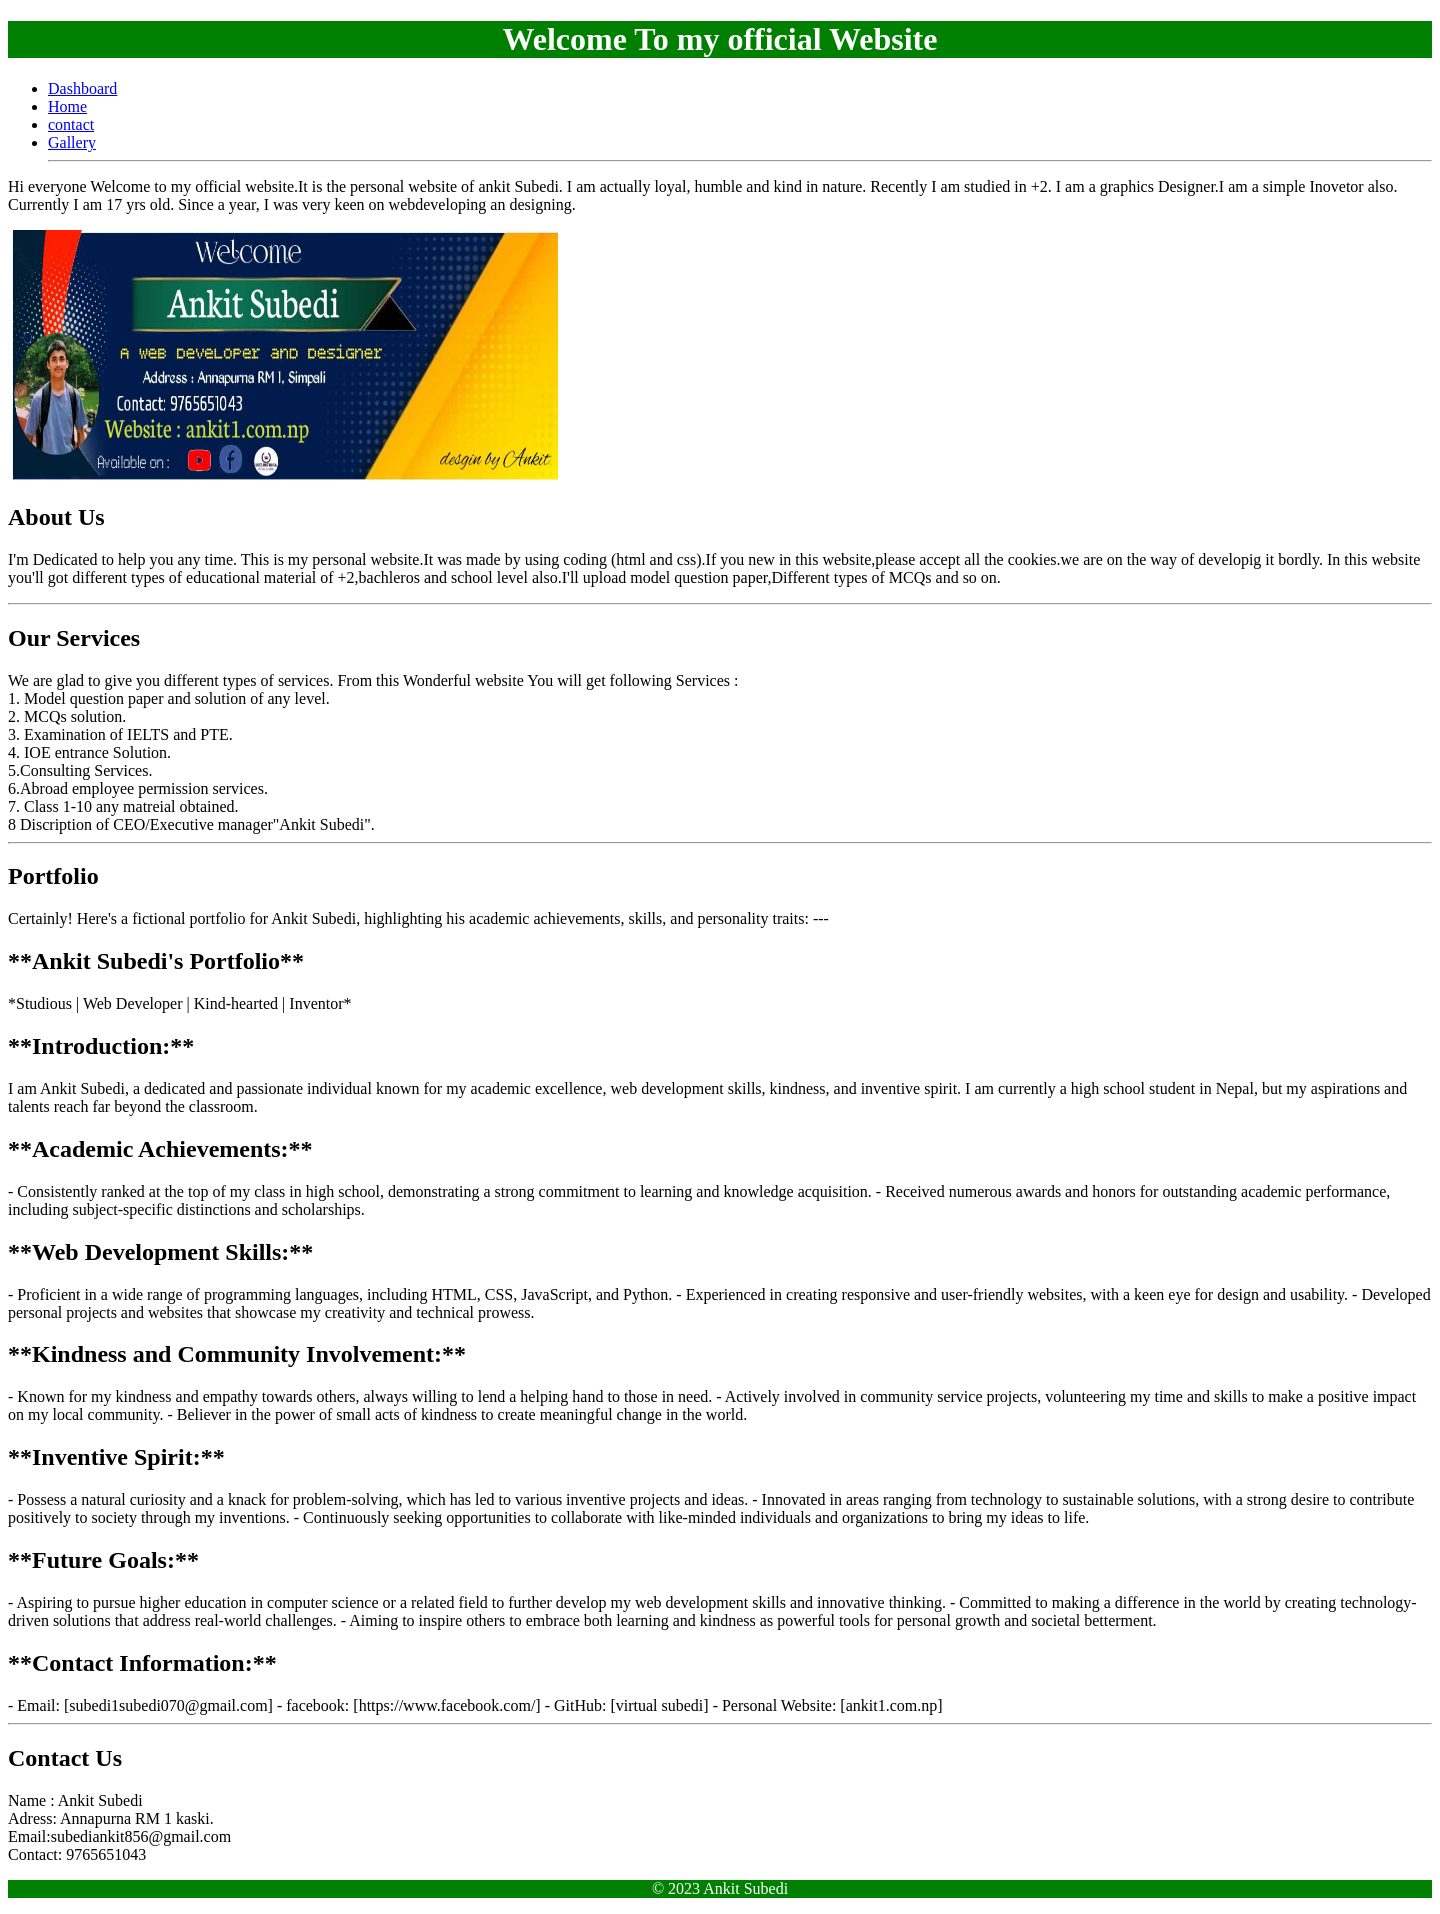 Welcome To my official Website
Dashboard
Home
contact
Gallery
Hi everyone Welcome to my official website.It is the personal website of ankit Subedi. I am actually loyal, humble and kind in nature. Recently I am studied in +2. I am a graphics Designer.I am a simple Inovetor also.
Currently I am 17 yrs old. Since a year, I was very keen on webdeveloping an designing.
Welcome
Ankit Subedi
A web developer and designer
Address : Annapurna RM 1, Simpali
Contact: 9765651043
Website : ankit1.com.np
Available on :
desgin by Ankit
About Us
I'm Dedicated to help you any time. This is my personal website.It was made by using coding (html and css).If you new in this website,please accept all the cookies.we are on the way of developig it bordly. In this website
you'll got different types of educational material of +2,bachleros and school level also.I'll upload model question paper,Different types of MCQs and so on.
Our Services
We are glad to give you different types of services. From this Wonderful website You will get following Services :
1. Model question paper and solution of any level.
2. MCQs solution.
3. Examination of IELTS and PTE.
4. IOE entrance Solution.
5.Consulting Services.
6.Abroad employee permission services.
7. Class 1-10 any matreial obtained.
8 Discription of CEO/Executive manager"Ankit Subedi".
Portfolio
Certainly! Here's a fictional portfolio for Ankit Subedi, highlighting his academic achievements, skills, and personality traits: ---
**Ankit Subedi's Portfolio**
*Studious | Web Developer | Kind-hearted | Inventor*
**Introduction:**
I am Ankit Subedi, a dedicated and passionate individual known for my academic excellence, web development skills, kindness, and inventive spirit. I am currently a high school student in Nepal, but my aspirations and
talents reach far beyond the classroom.
**Academic Achievements:**
- Consistently ranked at the top of my class in high school, demonstrating a strong commitment to learning and knowledge acquisition. - Received numerous awards and honors for outstanding academic performance,
including subject-specific distinctions and scholarships.
**Web Development Skills:**
- Proficient in a wide range of programming languages, including HTML, CSS, JavaScript, and Python. - Experienced in creating responsive and user-friendly websites, with a keen eye for design and usability. - Developed
personal projects and websites that showcase my creativity and technical prowess.
**Kindness and Community Involvement:**
- Known for my kindness and empathy towards others, always willing to lend a helping hand to those in need. - Actively involved in community service projects, volunteering my time and skills to make a positive impact
on my local community. - Believer in the power of small acts of kindness to create meaningful change in the world.
**Inventive Spirit:**
- Possess a natural curiosity and a knack for problem-solving, which has led to various inventive projects and ideas. - Innovated in areas ranging from technology to sustainable solutions, with a strong desire to contribute
positively to society through my inventions. - Continuously seeking opportunities to collaborate with like-minded individuals and organizations to bring my ideas to life.
**Future Goals:**
- Aspiring to pursue higher education in computer science or a related field to further develop my web development skills and innovative thinking. - Committed to making a difference in the world by creating technology-
driven solutions that address real-world challenges. - Aiming to inspire others to embrace both learning and kindness as powerful tools for personal growth and societal betterment.
**Contact Information:**
- Email: [subedi1subedi070@gmail.com] - facebook: [https://www.facebook.com/] - GitHub: [virtual subedi] - Personal Website: [ankit1.com.np]
Contact Us
Name : Ankit Subedi
Adress: Annapurna RM 1 kaski.
Email:subediankit856@gmail.com
Contact: 9765651043
© 2023 Ankit Subedi